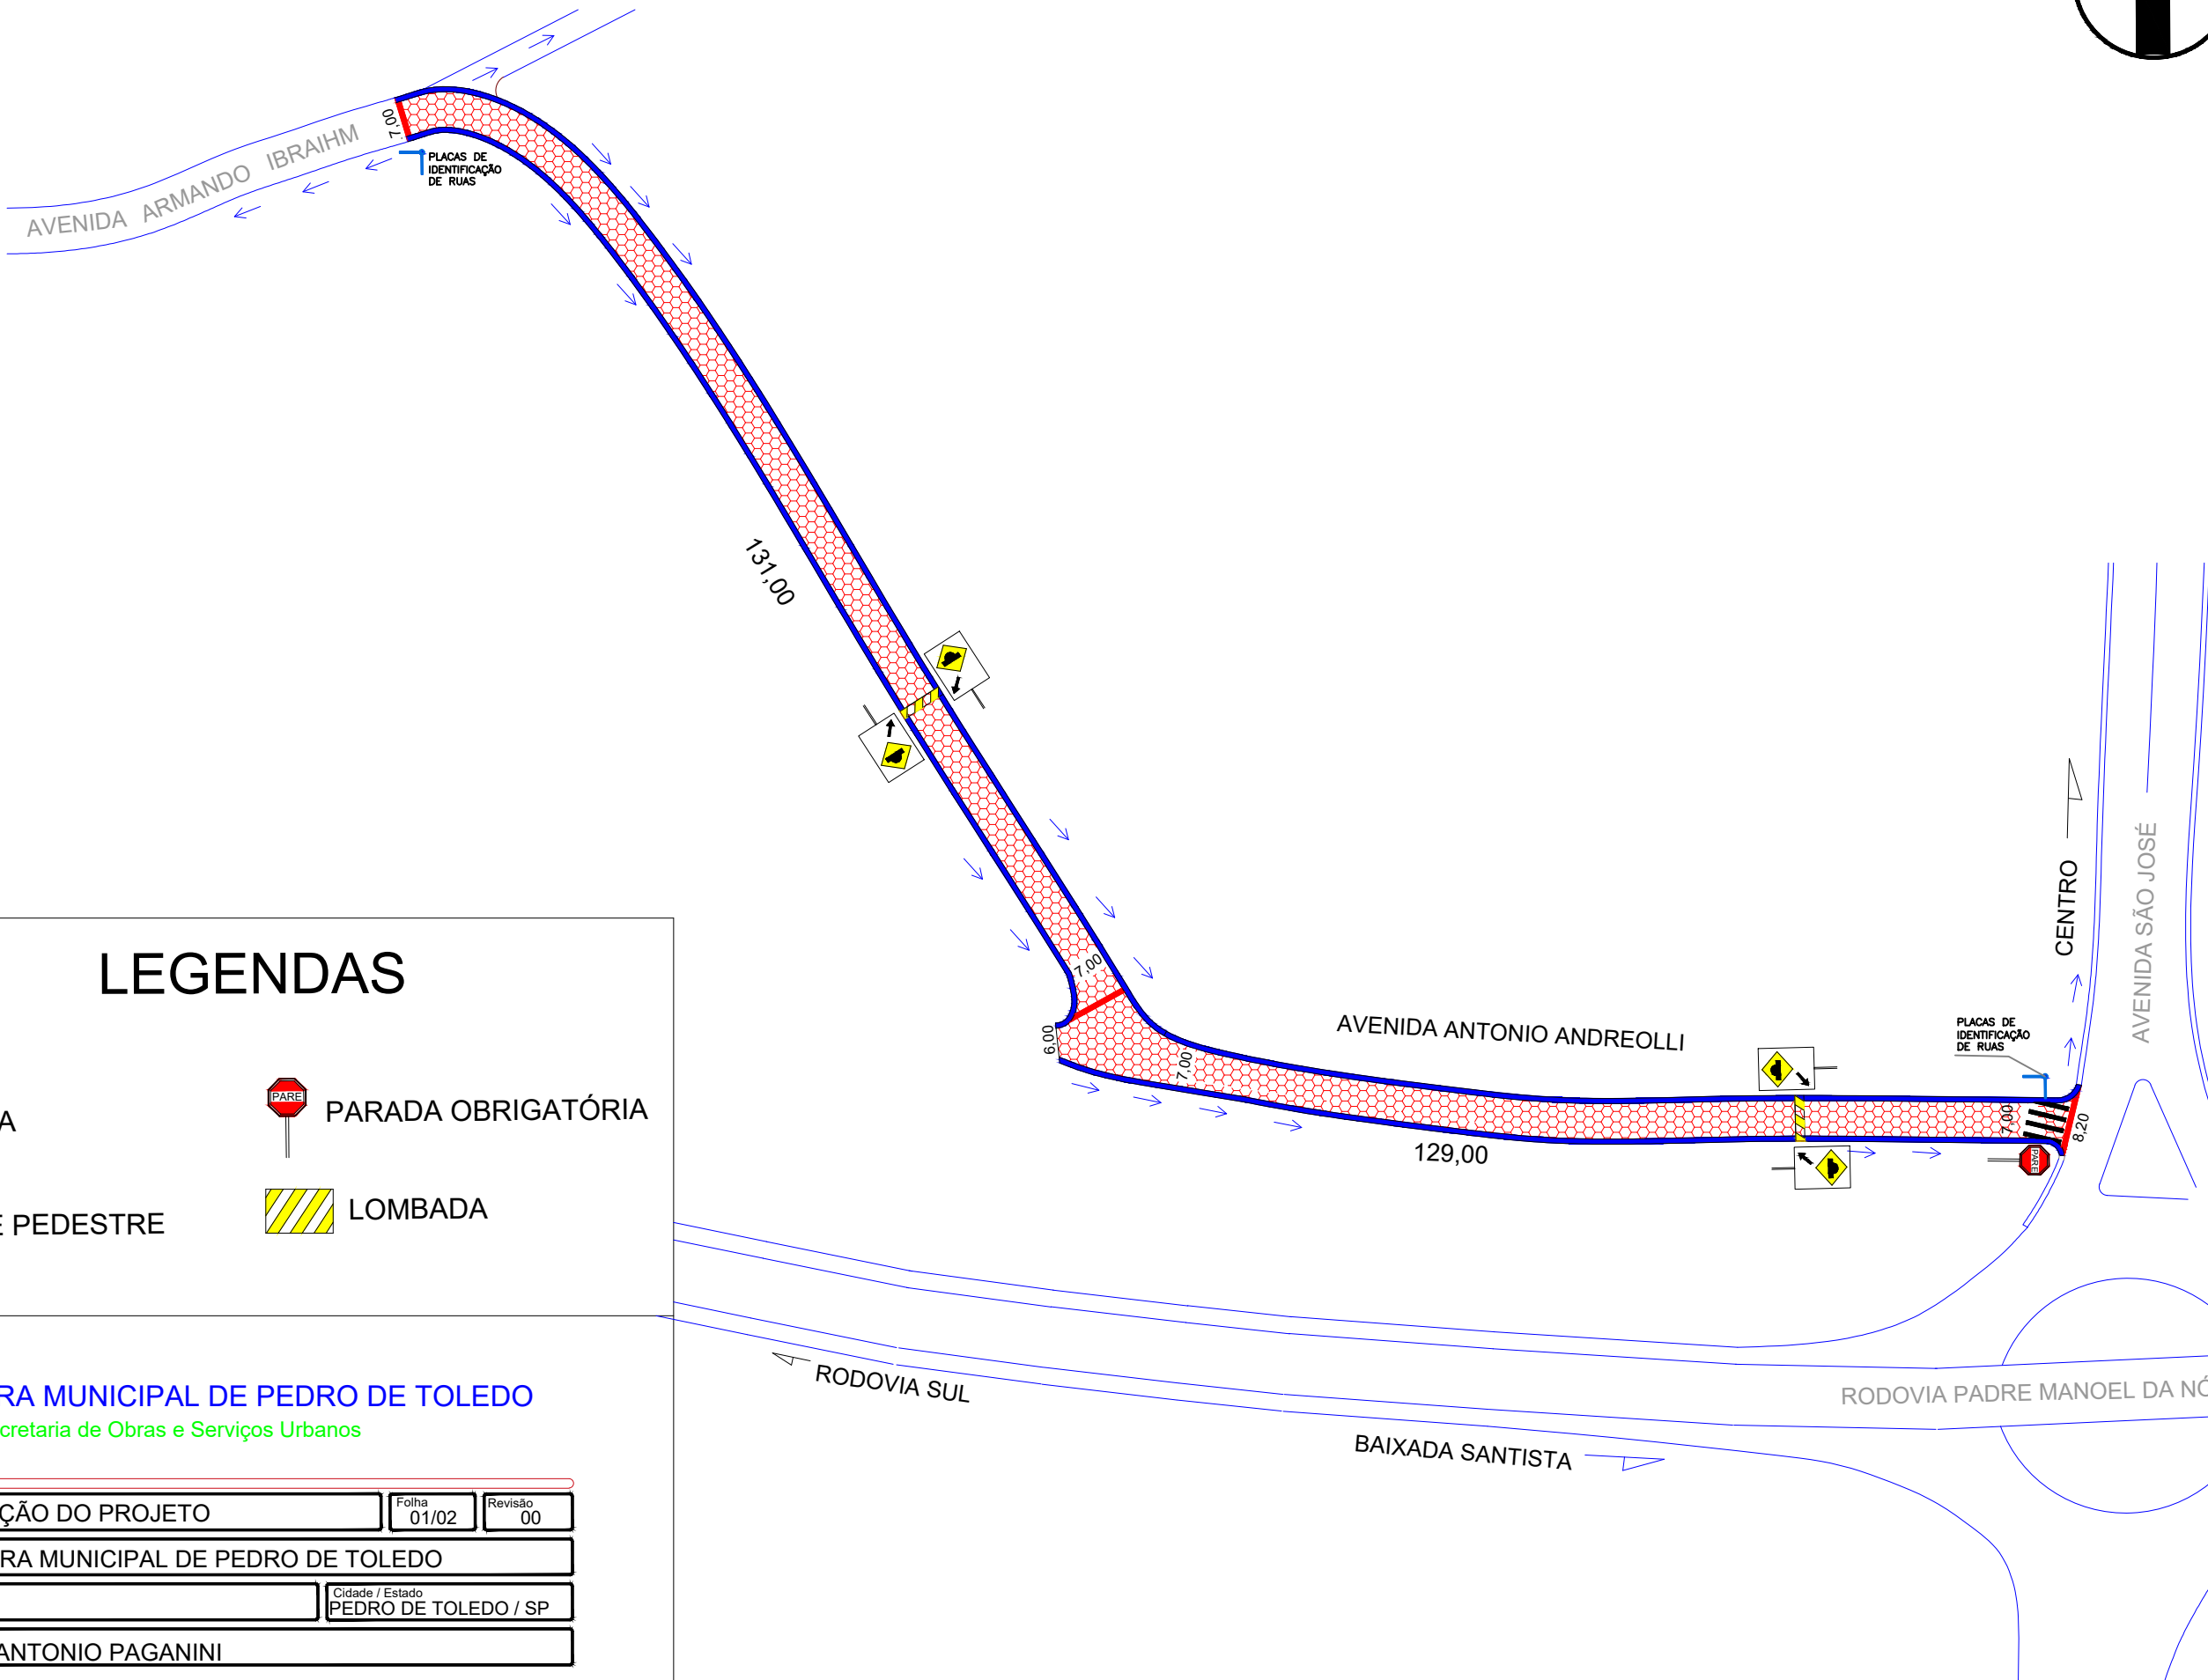 7,00
AVENIDA ARMANDO IBRAIHM
PLACAS DE
IDENTIFICAÇÃO
DE RUAS
131,00
7,00
6,00
7,00
AVENIDA ANTONIO ANDREOLLI
129,00
PLACAS DE
IDENTIFICAÇÃO
DE RUAS
7,00
8,20
PARE
CENTRO
AVENIDA SÃO JOSÉ
LEGENDAS
A
PARE
PARADA OBRIGATÓRIA
E PEDESTRE
LOMBADA
RODOVIA SUL
BAIXADA SANTISTA
RODOVIA PADRE MANOEL DA NÓ
RA MUNICIPAL DE PEDRO DE TOLEDO
cretaria de Obras e Serviços Urbanos
ÇÃO DO PROJETO
Folha
01/02
Revisão
00
RA MUNICIPAL DE PEDRO DE TOLEDO
Cidade / Estado
PEDRO DE TOLEDO / SP
ANTONIO PAGANINI